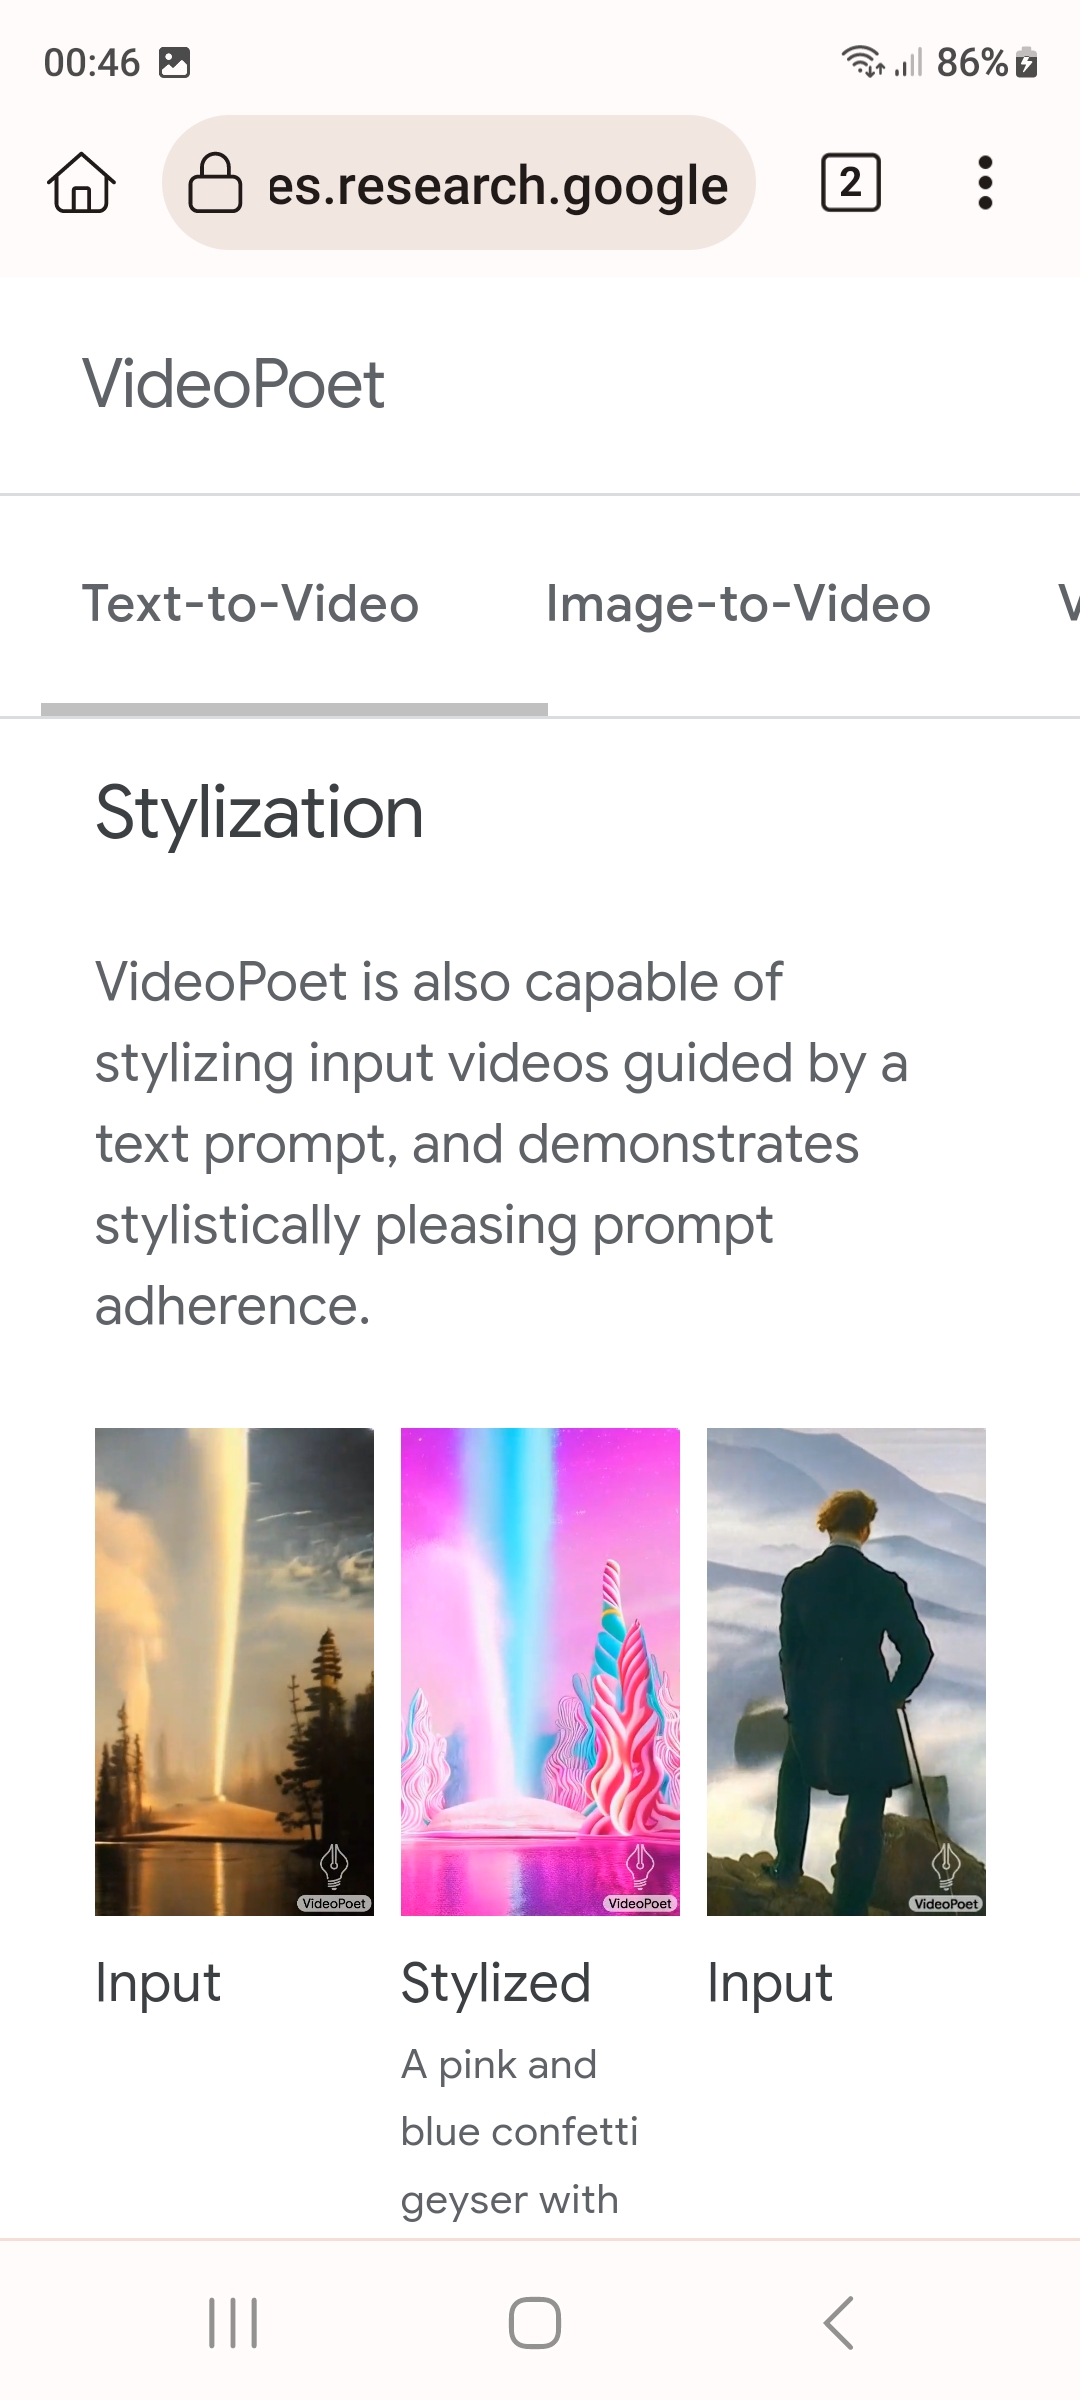 00:46
86%
es.research.google
2
VideoPoet
Text-to-Video
Image-to-Video
V
Stylization
VideoPoet is also capable of
stylizing input videos guided by a
text prompt, and demonstrates
stylistically pleasing prompt
adherence.
VideoPoet
VideoPoet
VideoPoet
Input
Stylized
Input
A pink and
blue confetti
geyser with